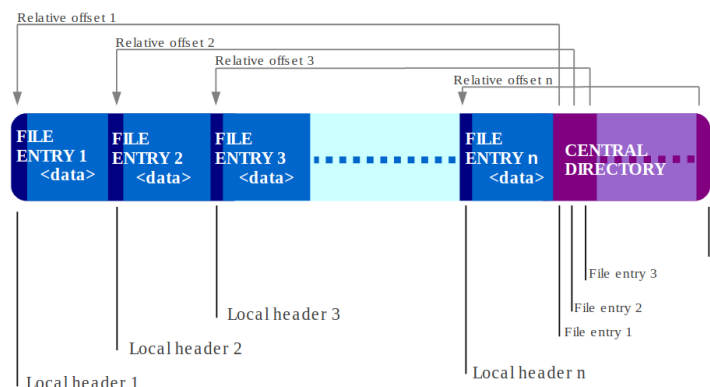 Relative offset 1
Relative offset 2
Relative offset 3
Relative offset n
FILE
ENTRY 1
<data>
FILE
ENTRY 2
<data>
FILE
ENTRY 3
<data>
FILE
ENTRY n
<data>
CENTRAL
DIRECTORY
File entry 3
File entry 2
File entry 1
Local header 3
Local header 2
Local header n
Local header 1